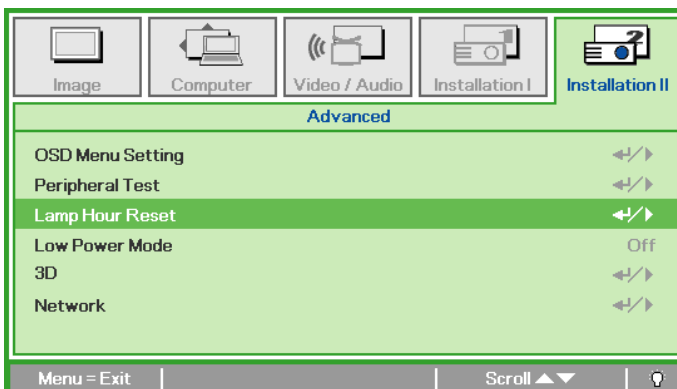 Image
Computer
Video / Audio
Installation I
2
Installation II
Advanced
OSD Menu Setting
Peripheral Test
Lamp Hour Reset
Low Power Mode Off
3D
Network
Menu = Exit Scroll